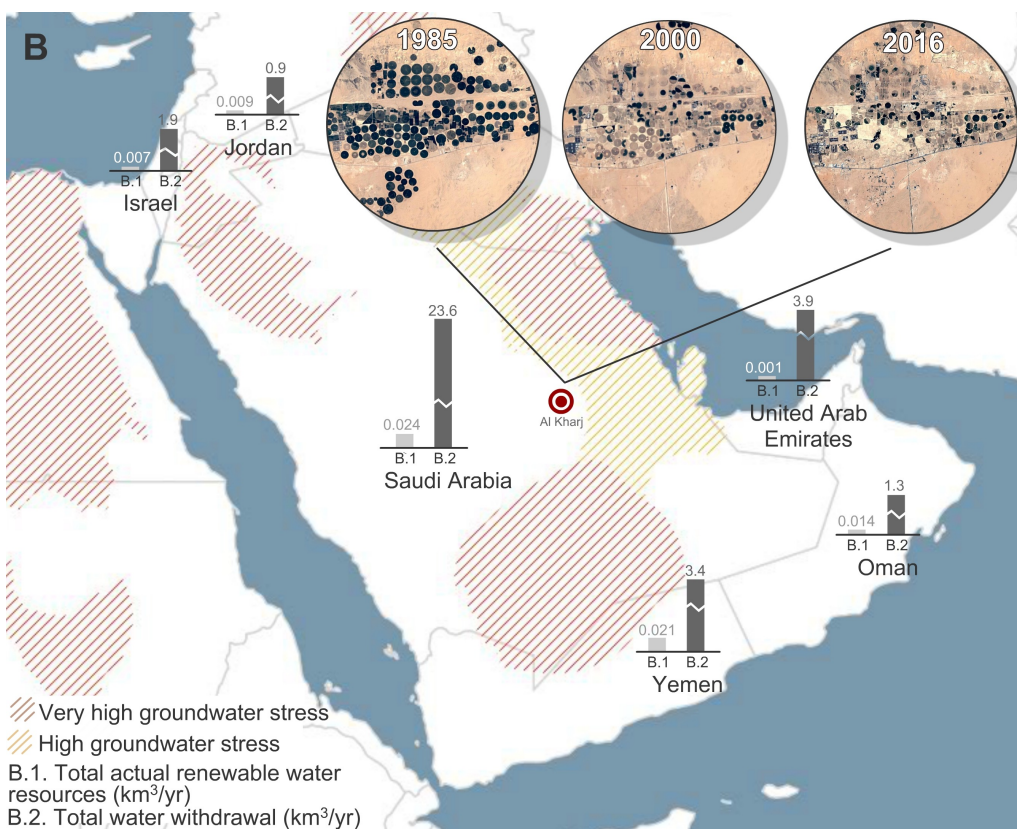 B
1985
2000
2016
0.009
0.9
B.1
B.2
Jordan
0.007
1.9
B.1
B.2
Israel
23.6
0.024
B.1
B.2
Saudi Arabia
Al Kharj
3.9
0.001
B.1
B.2
United Arab
Emirates
1.3
0.014
B.1
B.2
Oman
3.4
0.021
B.1
B.2
Yemen
Very high groundwater stress
High groundwater stress
B.1. Total actual renewable water
resources (km³/yr)
B.2. Total water withdrawal (km³/yr)